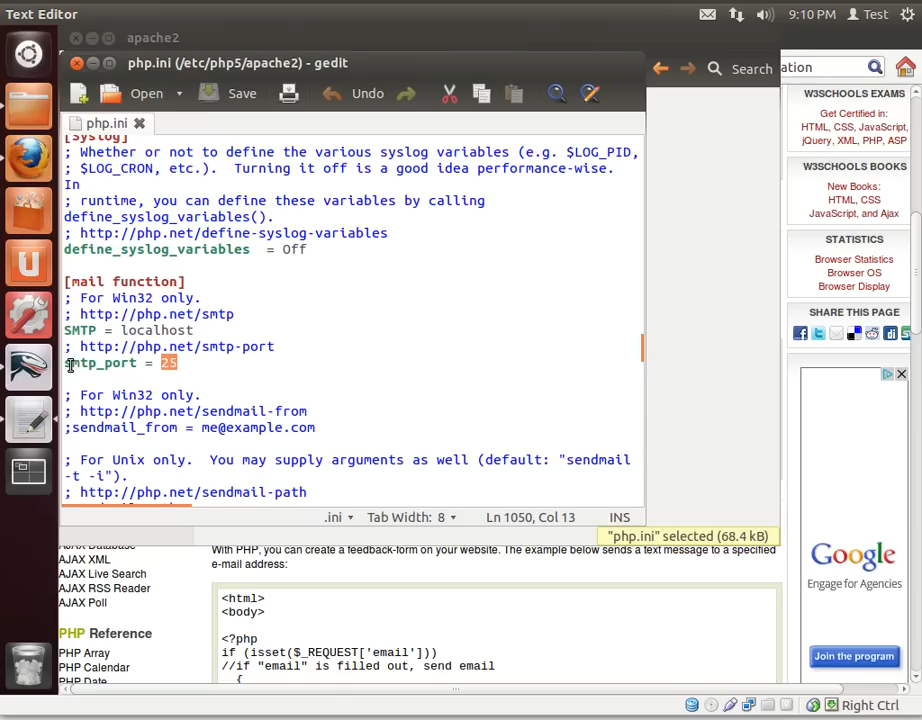 Text Editor
9:10 PM
Test
apache2
php.ini (/etc/php5/apache2) - gedit
Open
Save
Undo
Search
ation
php.ini
[Syslog]
; Whether or not to define the various syslog variables (e.g. $LOG_PID,
; $LOG_CRON, etc.).  Turning it off is a good idea performance-wise.
In
; runtime, you can define these variables by calling
define_syslog_variables().
; http://php.net/define-syslog-variables
define_syslog_variables  = Off
[mail function]
; For Win32 only.
; http://php.net/smtp
SMTP = localhost
; http://php.net/smtp-port
smtp_port = 25
; For Win32 only.
; http://php.net/sendmail-from
;sendmail_from = me@example.com
; For Unix only.  You may supply arguments as well (default: "sendmail
-t -i").
; http://php.net/sendmail-path
.ini
Tab Width: 8
Ln 1050, Col 13
INS
"php.ini" selected (68.4 kB)
W3SCHOOLS EXAMS
Get Certified in:
HTML, CSS, JavaScript,
jQuery, XML, PHP, ASP
W3SCHOOLS BOOKS
New Books:
HTML, CSS
JavaScript, and Ajax
STATISTICS
Browser Statistics
Browser OS
Browser Display
SHARE THIS PAGE
Google
Engage for Agencies
Join the program
AJAX Database
AJAX XML
AJAX Live Search
AJAX RSS Reader
AJAX Poll
PHP Reference
PHP Array
PHP Calendar
PHP Date
With PHP, you can create a feedback-form on your website. The example below sends a text message to a specified
e-mail address:
<html>
<body>
<?php
if (isset($_REQUEST['email']))
//if "email" is filled out, send email
{
Right Ctrl